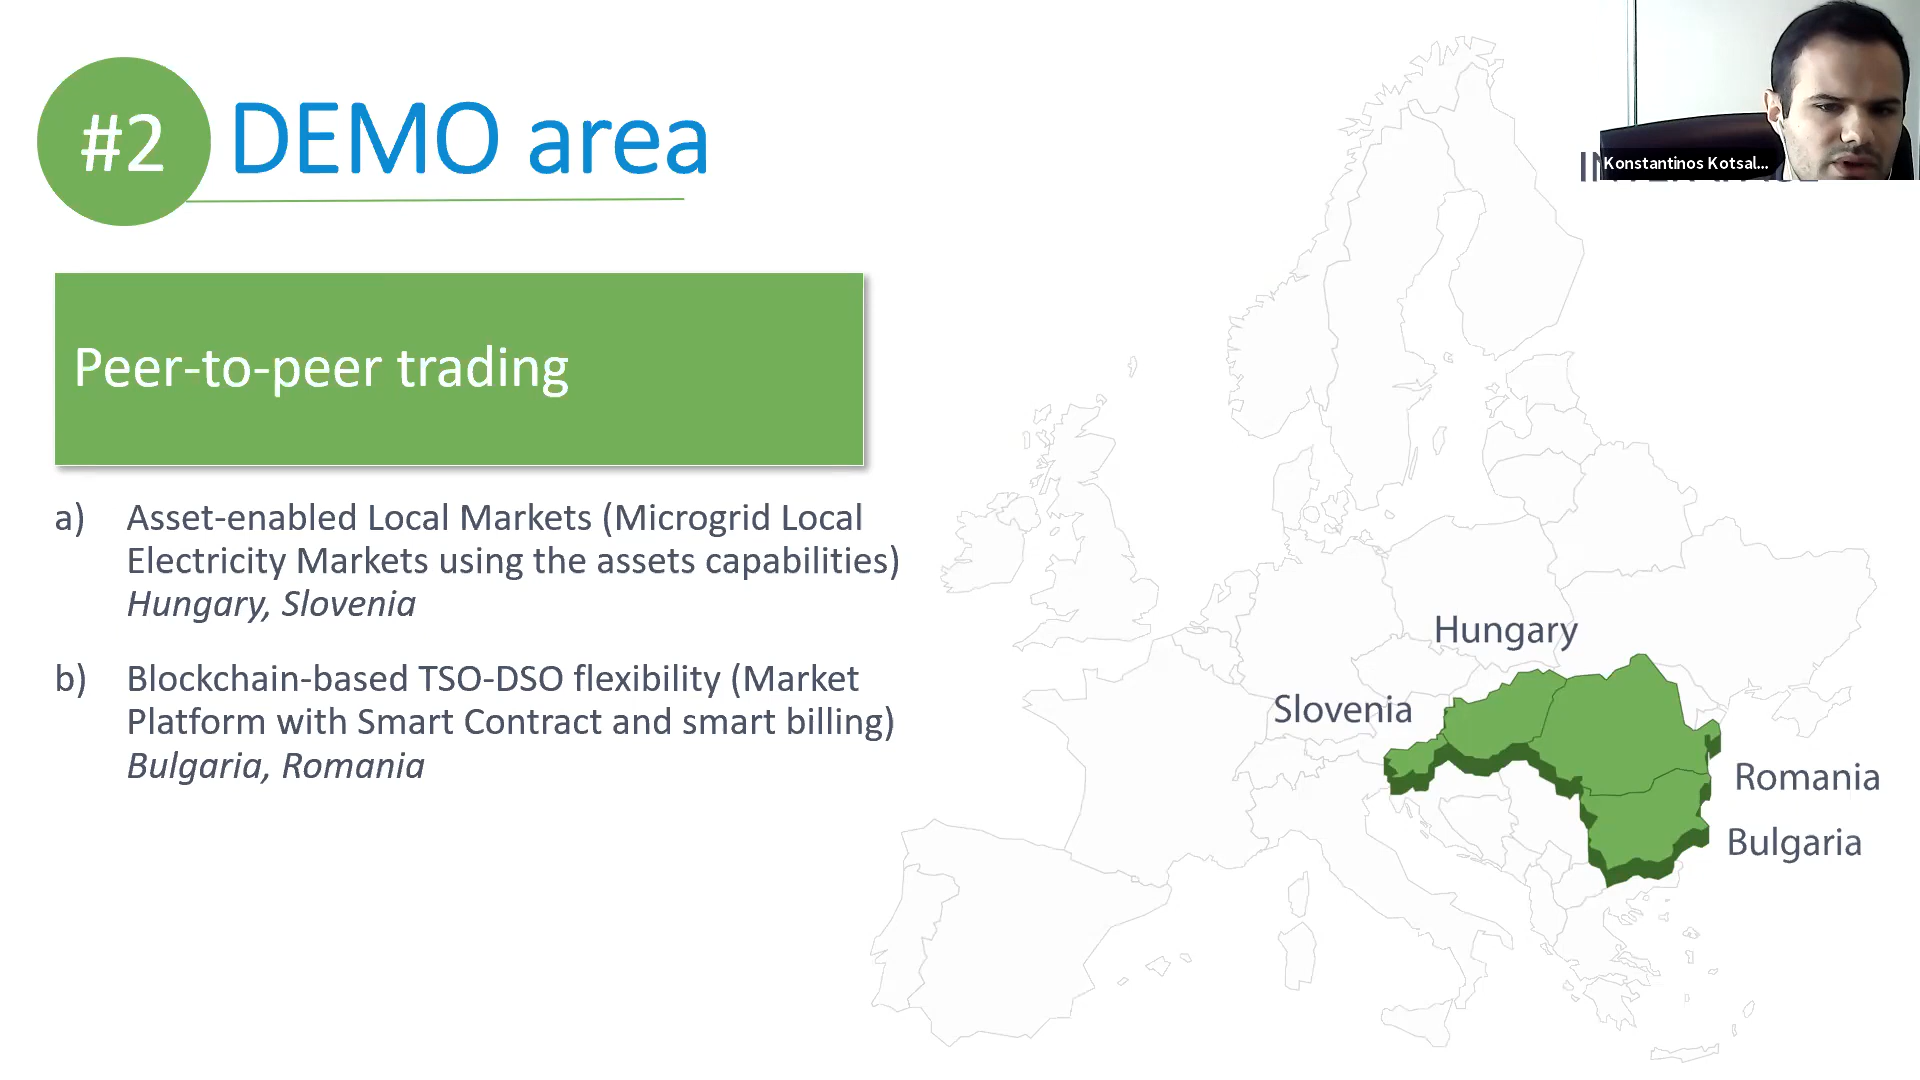 #2 DEMO area
Konstantinos Kotsal...
Peer-to-peer trading
a) Asset-enabled Local Markets (Microgrid Local
Electricity Markets using the assets capabilities)
Hungary, Slovenia
b) Blockchain-based TSO-DSO flexibility (Market
Platform with Smart Contract and smart billing)
Bulgaria, Romania
Hungary
Slovenia
Romania
Bulgaria